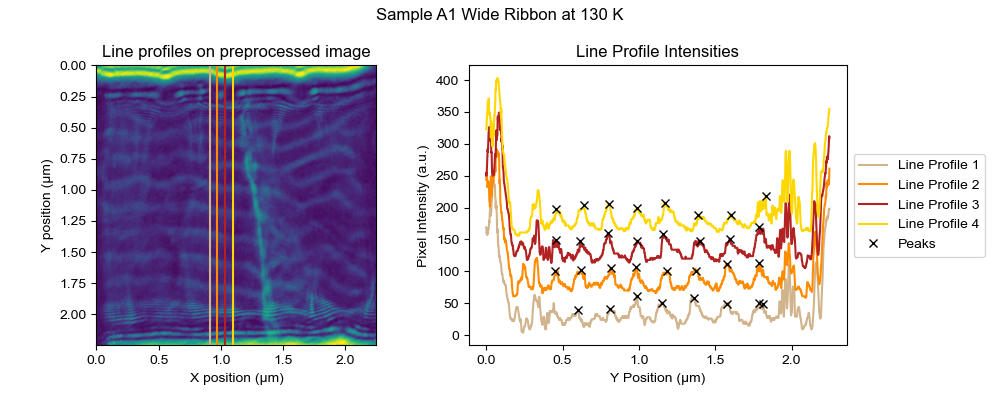 Sample A1 Wide Ribbon at 130 K
Line profiles on preprocessed image
0.00
0.25
0.50
0.75
1.00
1.25
1.50
1.75
2.00
Y position (μm)
0.0
0.5
1.0
1.5
2.0
X position (μm)
Line Profile Intensities
400
350
300
250
200
150
100
50
0
Pixel Intensity (a.u.)
0.0
0.5
1.0
1.5
2.0
Y Position (μm)
Line Profile 1
Line Profile 2
Line Profile 3
Line Profile 4
Peaks